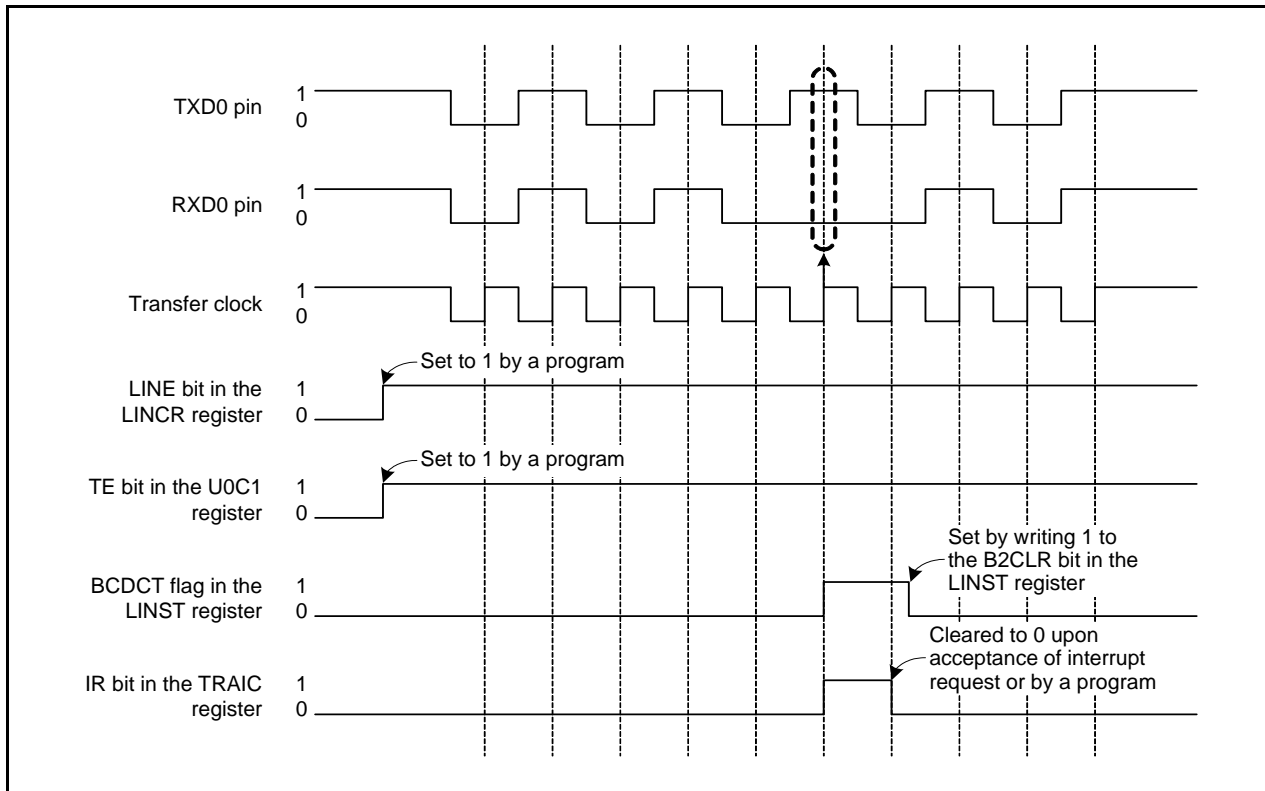 TXD0 pin
1
0
RXD0 pin
1
0
Transfer clock
1
0
Set to 1 by a program
LINE bit in the
LINCR register
1
0
Set to 1 by a program
TE bit in the U0C1
register
1
0
Set by writing 1 to
the B2CLR bit in the
LINST register
BCDCT flag in the
LINST register
1
0
Cleared to 0 upon
acceptance of interrupt
request or by a program
IR bit in the TRAIC
register
1
0